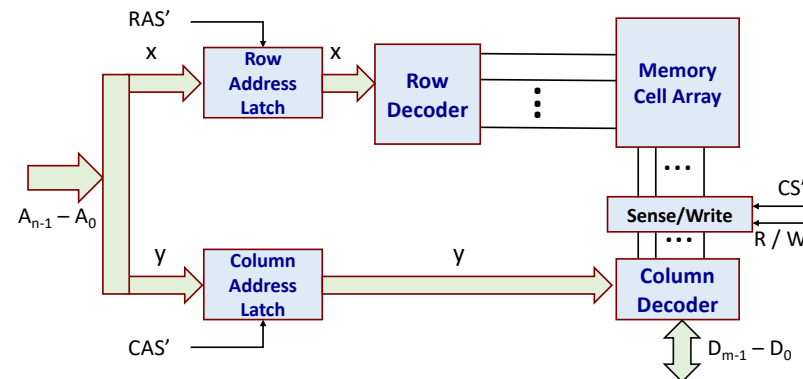 RAS’
x
Row
Address
Latch
x
Row
Decoder
Memory
Cell Array
A_{n-1} – A_0
CS’
Sense/Write
R / W
y
Column
Address
Latch
y
Column
Decoder
CAS’
D_{m-1} – D_0